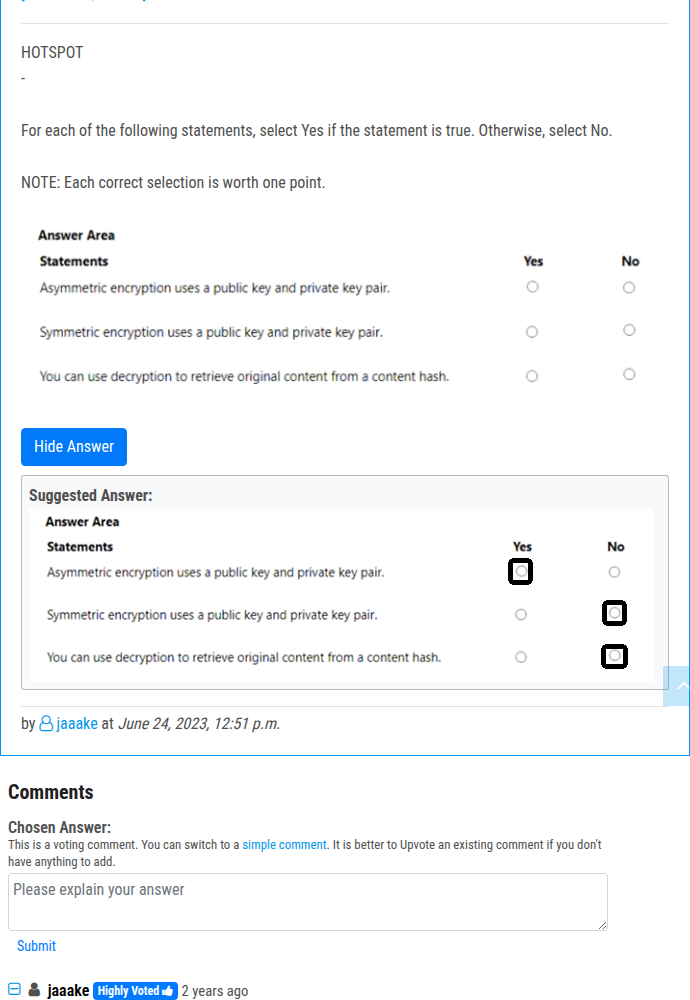 HOTSPOT
-
For each of the following statements, select Yes if the statement is true. Otherwise, select No.
NOTE: Each correct selection is worth one point.
Answer Area
Statements Yes No
Asymmetric encryption uses a public key and private key pair.
Symmetric encryption uses a public key and private key pair.
You can use decryption to retrieve original content from a content hash.
Hide Answer
Suggested Answer:
Answer Area
Statements Yes No
Asymmetric encryption uses a public key and private key pair.
Symmetric encryption uses a public key and private key pair.
You can use decryption to retrieve original content from a content hash.
by jaaake at June 24, 2023, 12:51 p.m.
Comments
Chosen Answer:
This is a voting comment. You can switch to a simple comment. It is better to Upvote an existing comment if you don't
have anything to add.
Please explain your answer
Submit
jaaake Highly Voted 2 years ago